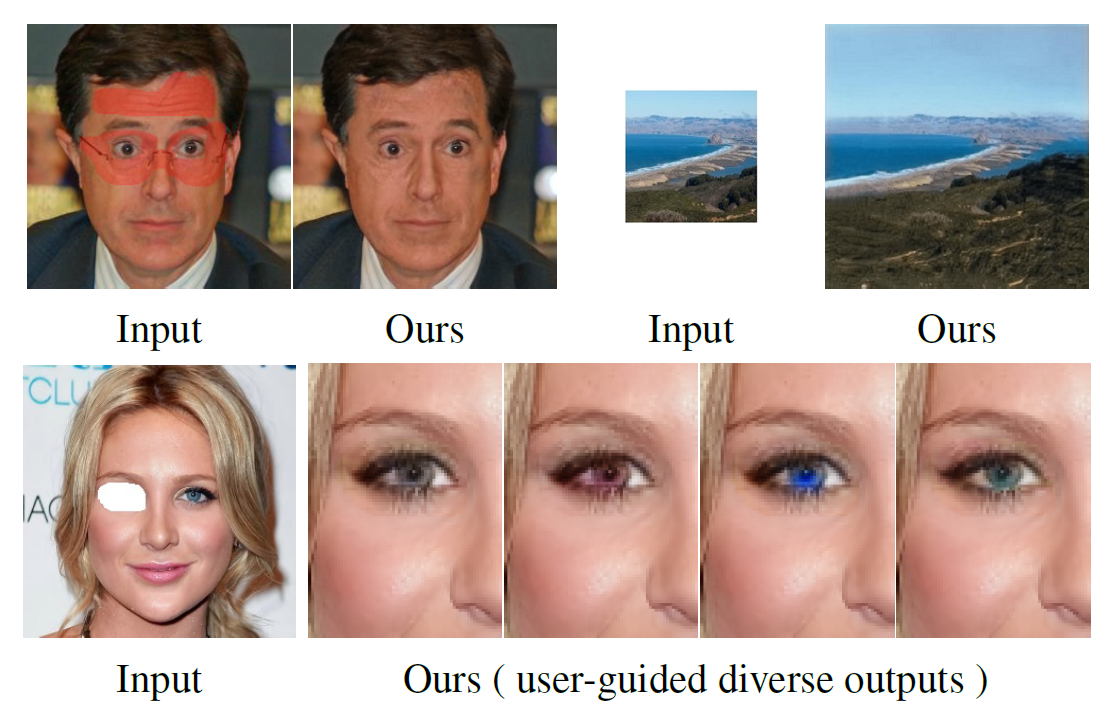 Input
Ours
Input
Ours
TCLU
IAC
Input
Ours ( user-guided diverse outputs )